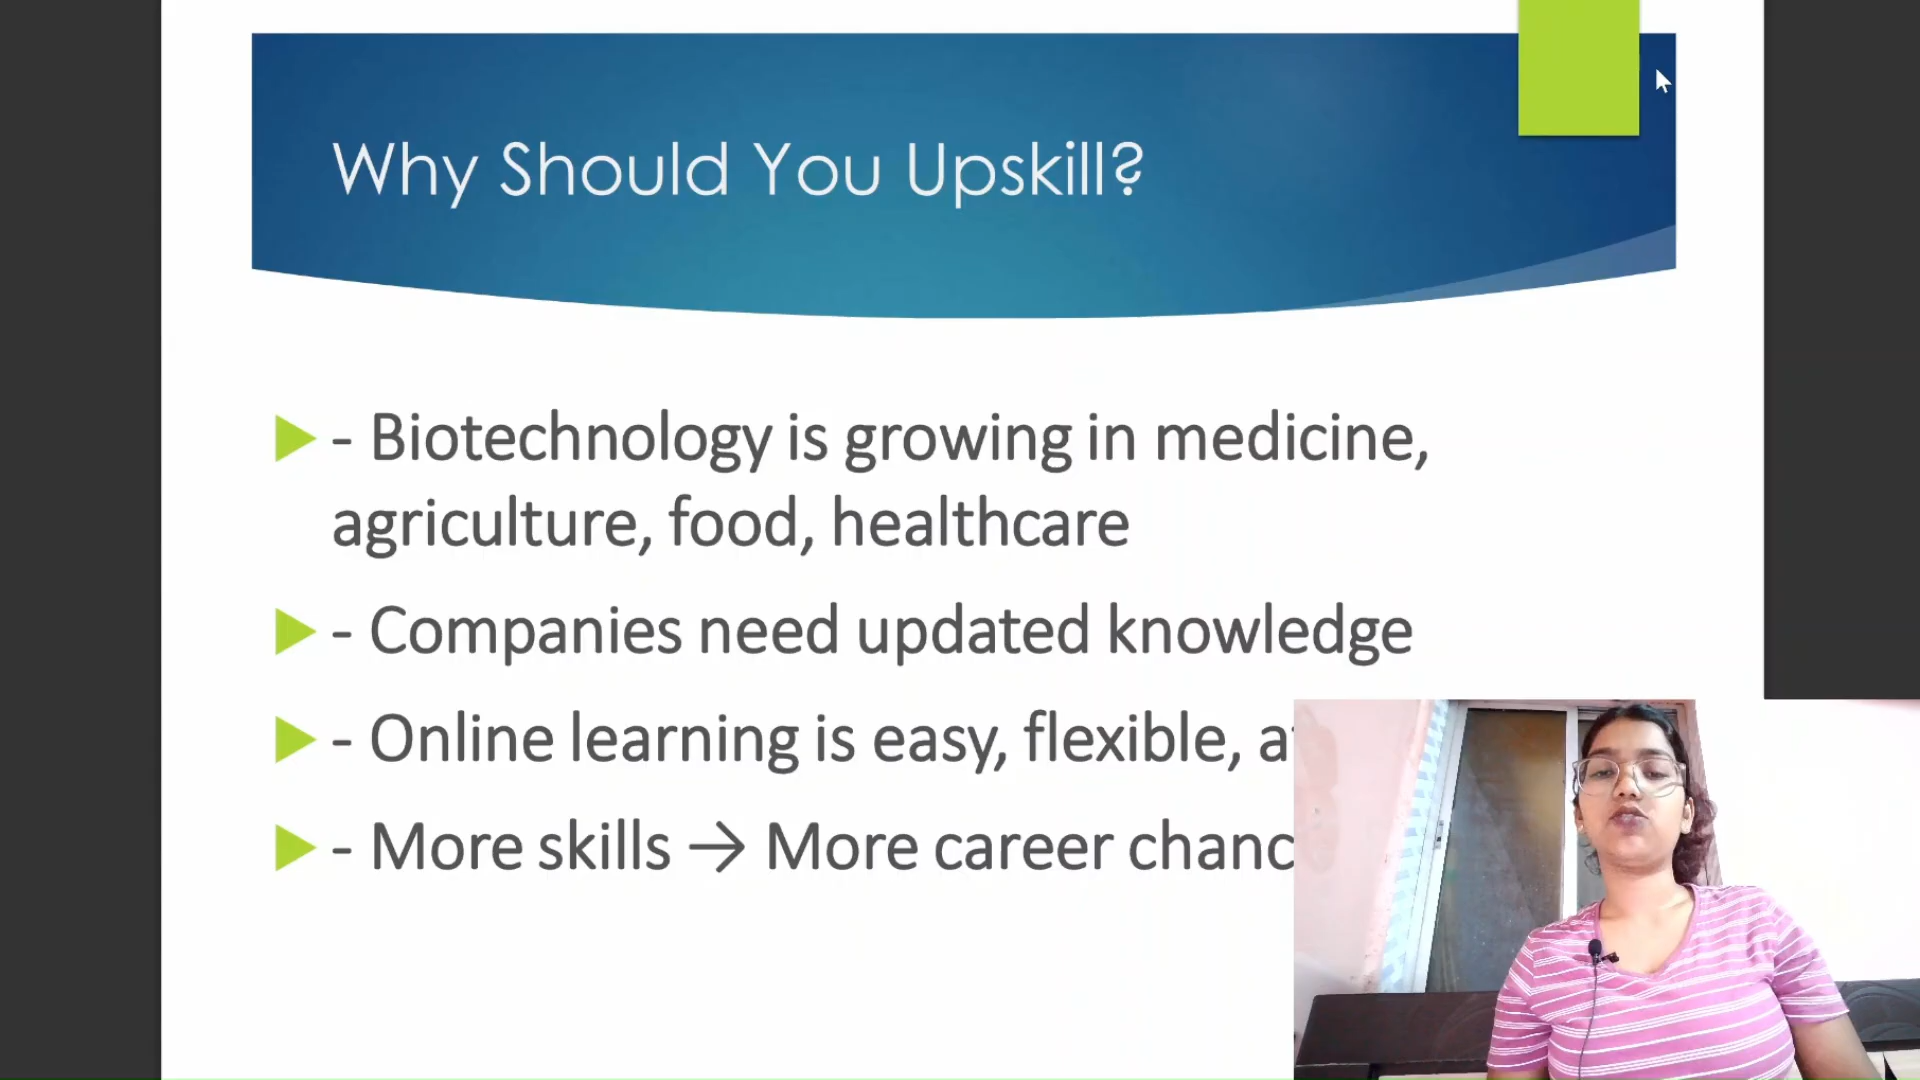 Why Should You Upskill?
- Biotechnology is growing in medicine,
agriculture, food, healthcare
- Companies need updated knowledge
- Online learning is easy, flexible,
- More skills → More career